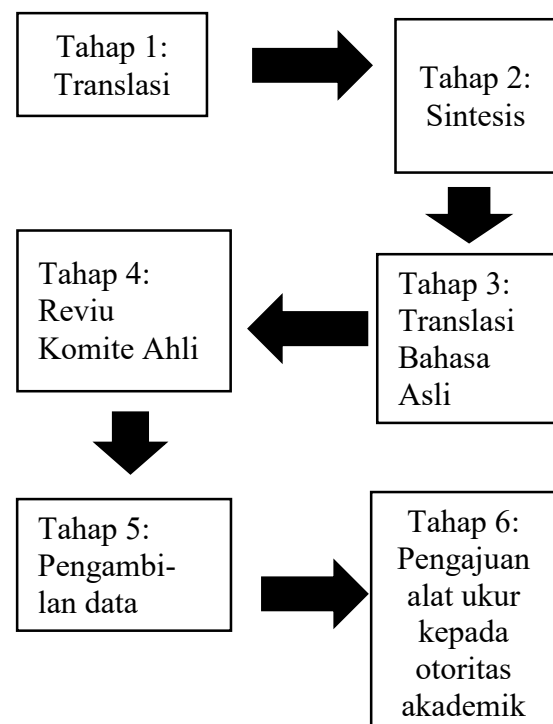 Tahap 1:
Translasi
Tahap 2:
Sintesis
Tahap 3:
Translasi
Bahasa
Asli
Tahap 4:
Reviu
Komite Ahli
Tahap 5:
Pengambi-
lan data
Tahap 6:
Pengajuan
alat ukur
kepada
otoritas
akademik